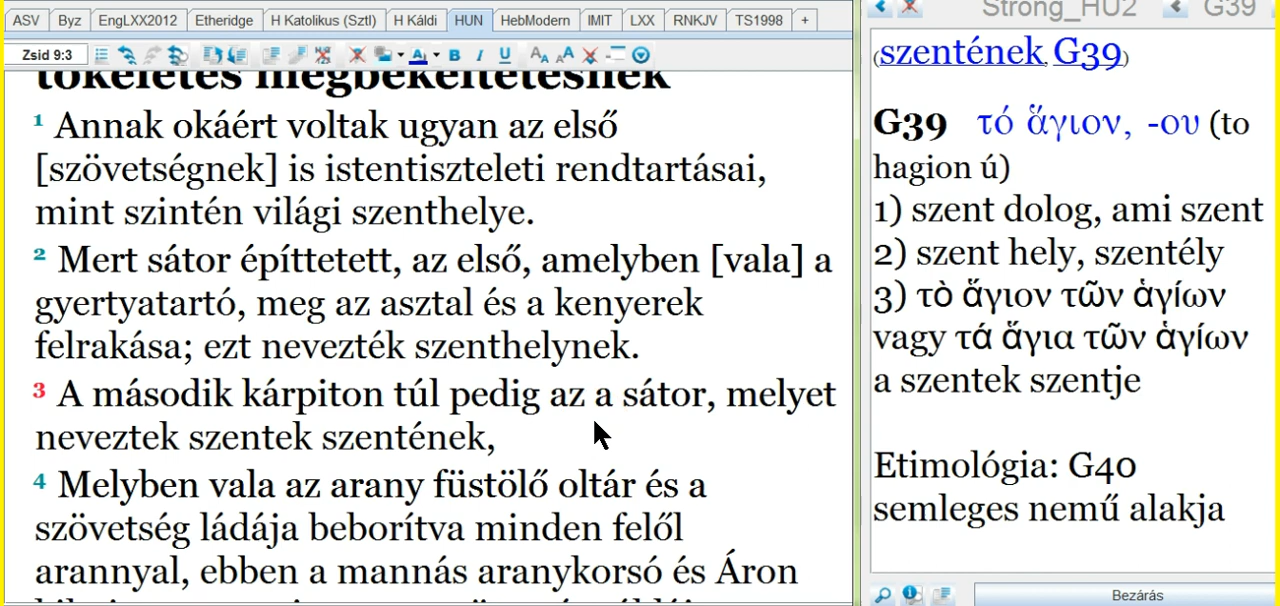 ASV Byz EngLXX2012 Etheridge H Katolikus (Sztl) H Káldi HUN HebModern IMIT LXX RNKJV TS1998 +
Zsid 9:3
tökéletes megbékéltetésnek
1 Annak okáért voltak ugyan az első
[szövetségnek] is istentiszteleti rendtartásai,
mint szintén világi szenthelye.
2 Mert sátor építtetett, az első, amelyben [vala] a
gyertyatartó, meg az asztal és a kenyerek
felrakása; ezt nevezték szenthelynek.
3 A második kárpiton túl pedig az a sátor, melyet
neveztek szentek szentének,
4 Melyben vala az arany füstölő oltár és a
szövetség ládája beborítva minden felől
arannyal, ebben a mannás aranykorsó és Áron
Strong_HU2 G39
(szentének, G39)
G39 τό ἅγιον, -ου (to
hagion ú)
1) szent dolog, ami szent
2) szent hely, szentély
3) τὸ ἅγιον τῶν ἁγίων
vagy τά ἅγια τῶν ἁγίων
a szentek szentje
Etimológia: G40
semleges nemű alakja
Bezárás